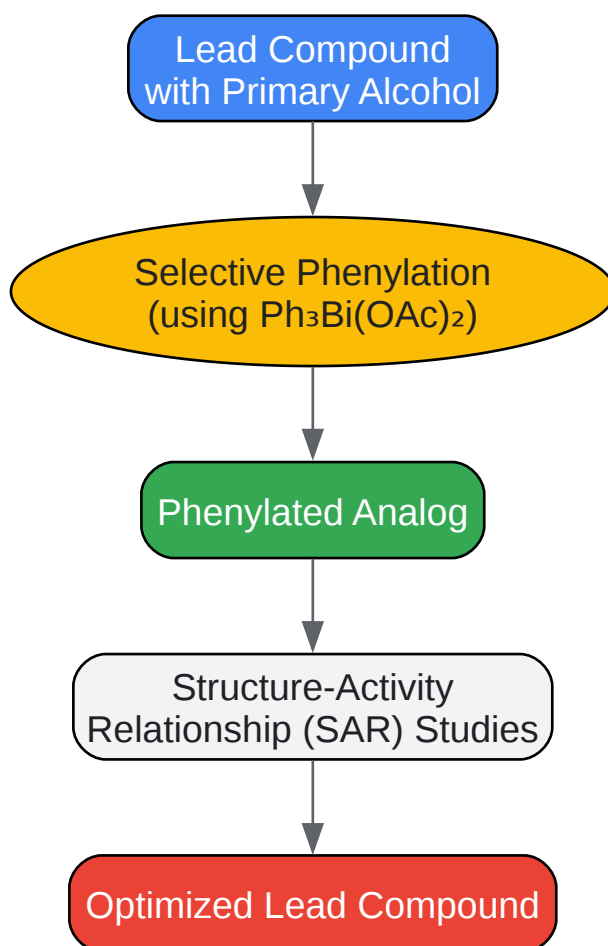 Lead Compound
with Primary Alcohol
Selective Phenylation
(using Ph₃Bi(OAc)₂)
Phenylated Analog
Structure-Activity
Relationship (SAR) Studies
Optimized Lead Compound